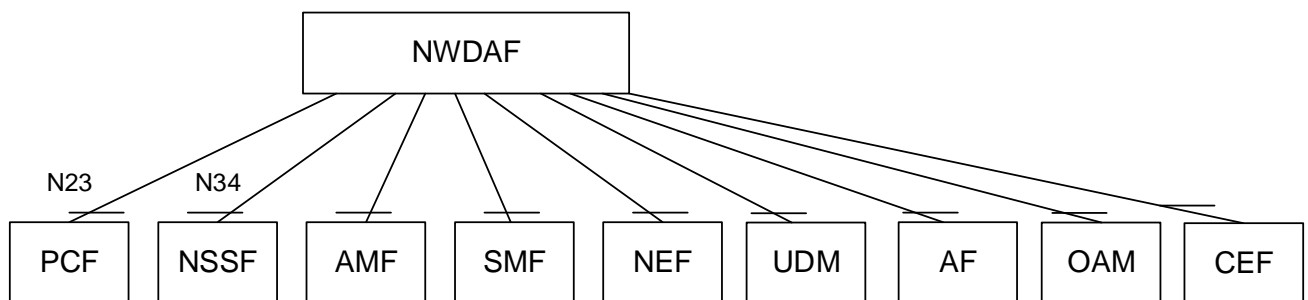 NWDAF
N23 N34
PCF NSSF AMF SMF NEF UDM AF OAM CEF